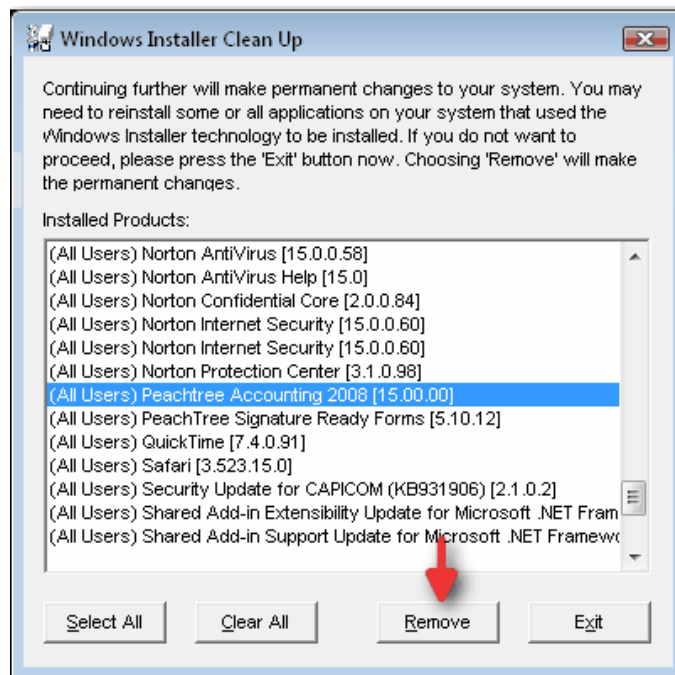 Windows Installer Clean Up
Continuing further will make permanent changes to your system. You may
need to reinstall some or all applications on your system that used the
Windows Installer technology to be installed. If you do not want to
proceed, please press the 'Exit' button now. Choosing 'Remove' will make
the permanent changes.
Installed Products:
(All Users) Norton AntiVirus [15.0.0.58]
(All Users) Norton AntiVirus Help [15.0]
(All Users) Norton Confidential Core [2.0.0.84]
(All Users) Norton Internet Security [15.0.0.60]
(All Users) Norton Internet Security [15.0.0.60]
(All Users) Norton Protection Center [3.1.0.98]
(All Users) Peachtree Accounting 2008 [15.00.00]
(All Users) PeachTree Signature Ready Forms [5.10.12]
(All Users) QuickTime [7.4.0.91]
(All Users) Safari [3.523.15.0]
(All Users) Security Update for CAPICOM (KB931906) [2.1.0.2]
(All Users) Shared Add-in Extensibility Update for Microsoft .NET Fram
(All Users) Shared Add-in Support Update for Microsoft .NET Framewo
Select All Clear All Remove Exit